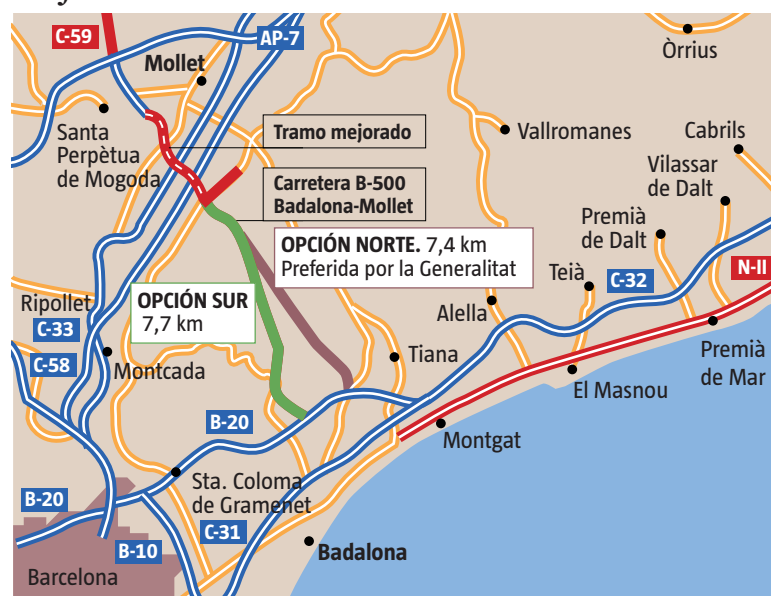 C-59
AP-7
Òrrius
Mollet
Santa
Perpètua
de Mogoda
Tramo mejorado
Vallromanes
Cabrils
Vilassar
de Dalt
Carretera B-500
Badalona-Mollet
Premià
de Dalt
OPCIÓN NORTE. 7,4 km
Preferida por la Generalitat
N-II
Teià
C-32
OPCIÓN SUR
7,7 km
Ripollet
Alella
C-33
C-58
Montcada
Tiana
Premià
de Mar
El Masnou
B-20
Montgat
Sta. Coloma
de Gramenet
B-20
C-31
B-10
Badalona
Barcelona